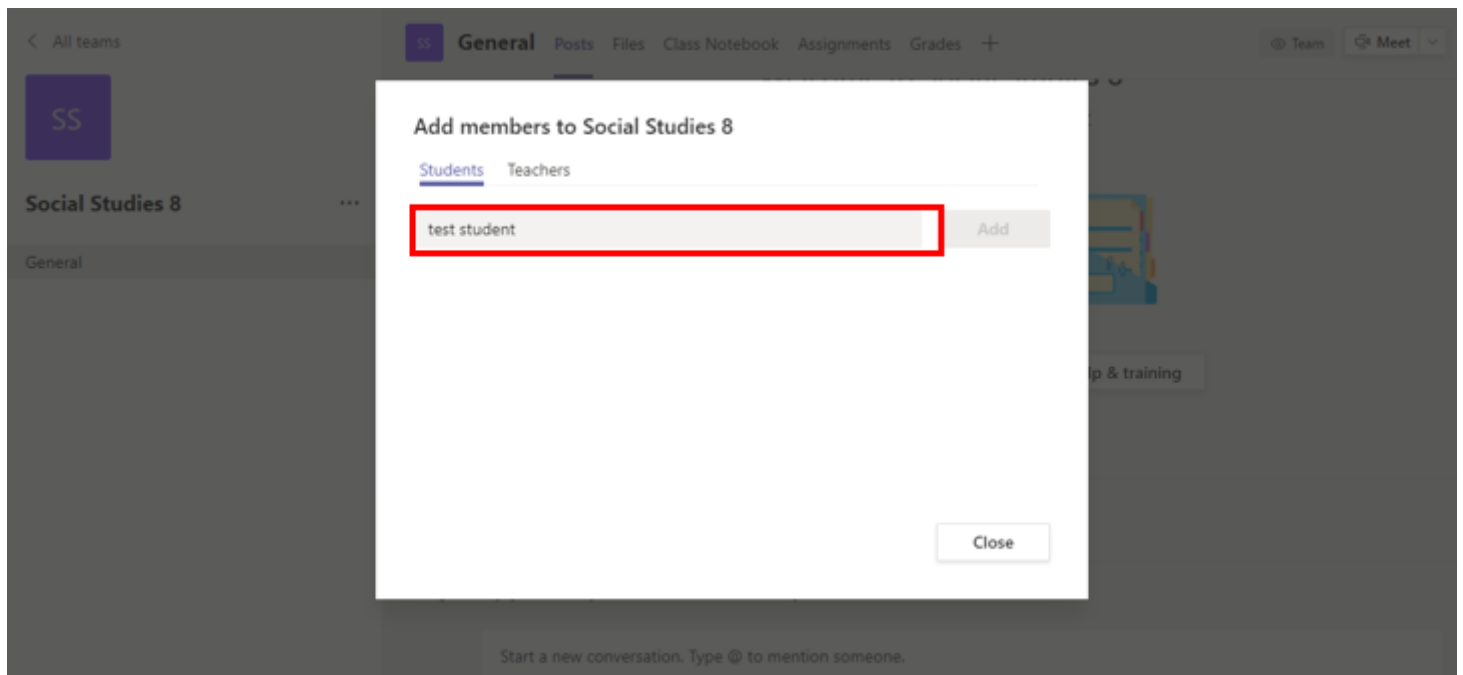 All teams
SS General Posts Files Class Notebook Assignments Grades
Team Meet
SS
Social Studies 8 ...
General
Add members to Social Studies 8
Students Teachers
test student
Add
lp & training
Close
Start a new conversation. Type @ to mention someone.